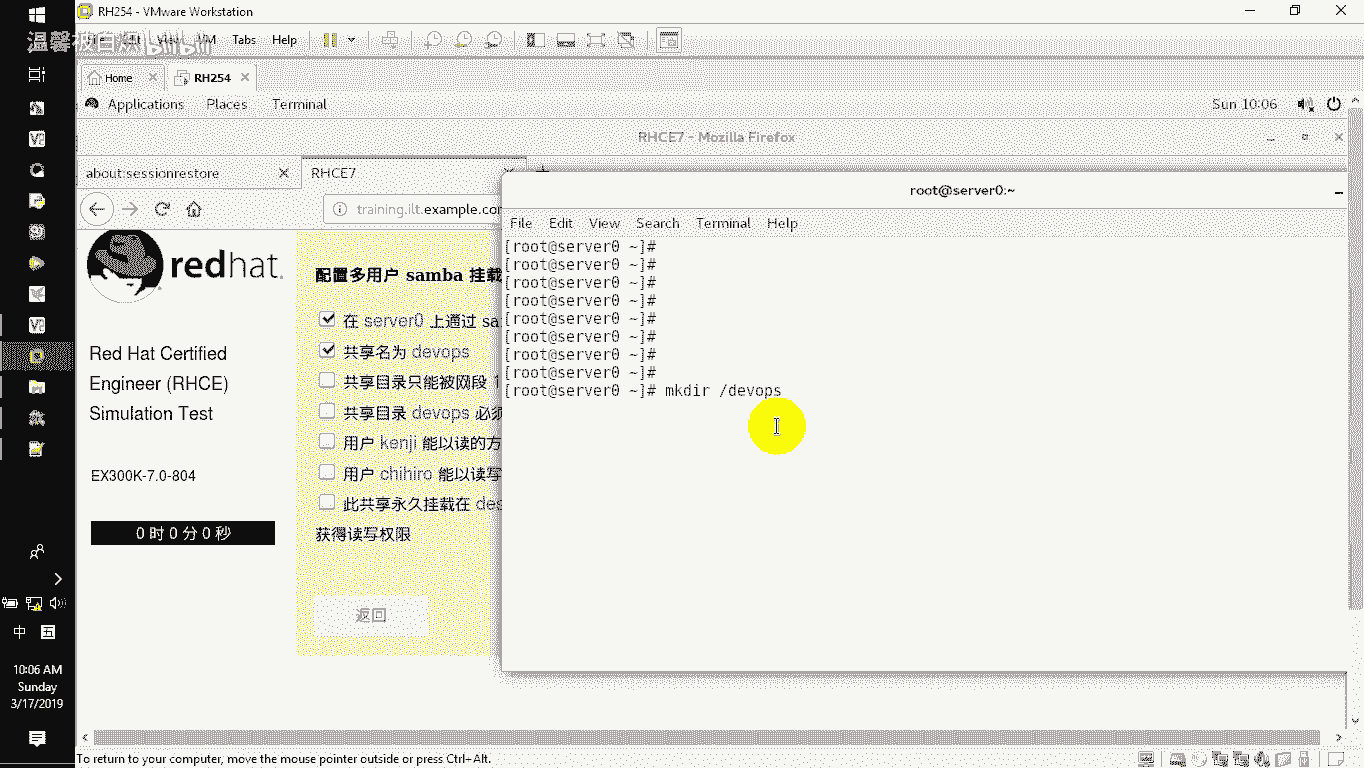 RH254 - VMware Workstation
温馨被自爆 bilibili
VM Tabs Help
Home
RH254
Applications Places Terminal
Sun 10:06
RHCE7 - Mozilla Firefox
about:sessionrestore
RHCE7
training.ilt.example.co
root@server0:~
File Edit View Search Terminal Help
redhat.
Red Hat Certified
Engineer (RHCE)
Simulation Test
EX300K-7.0-804
0 时 0 分 0 秒
配置多用户 samba 挂载
在 server0 上通过 sa
共享名为 devops
共享目录只能被网段 1
共享目录 devops 必须
用户 kenji 能以读的方
用户 chihiro 能以读写
此共享永久挂载在 des
获得读写权限
返回
[root@server0 ~]#
[root@server0 ~]#
[root@server0 ~]#
[root@server0 ~]#
[root@server0 ~]#
[root@server0 ~]#
[root@server0 ~]#
[root@server0 ~]#
[root@server0 ~]# mkdir /devops
中 五
10:06 AM
Sunday
3/17/2019
To return to your computer, move the mouse pointer outside or press Ctrl+Alt.